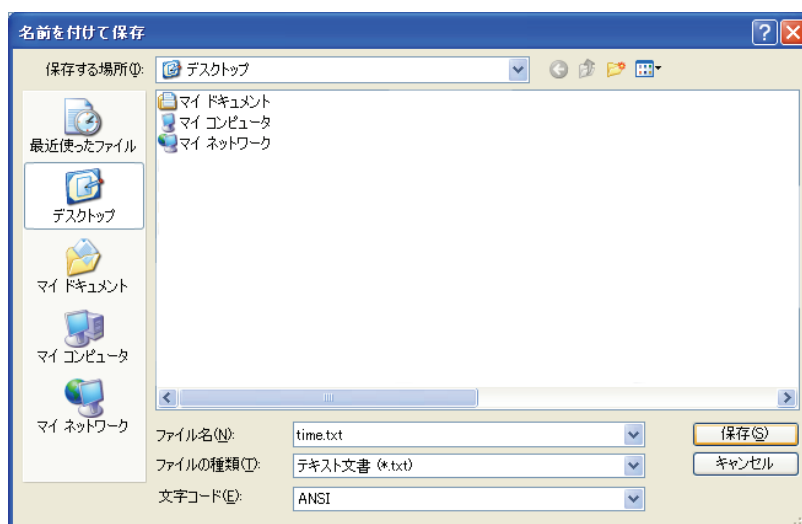 名前を付けて保存
保存する場所(I):
デスクトップ
最近使ったファイル
デスクトップ
マイ ドキュメント
マイ コンピュータ
マイ ネットワーク
マイ ドキュメント
マイ コンピュータ
マイ ネットワーク
ファイル名(N):
time.txt
保存(S)
ファイルの種類(T):
テキスト文書 (*.txt)
キャンセル
文字コード(E):
ANSI